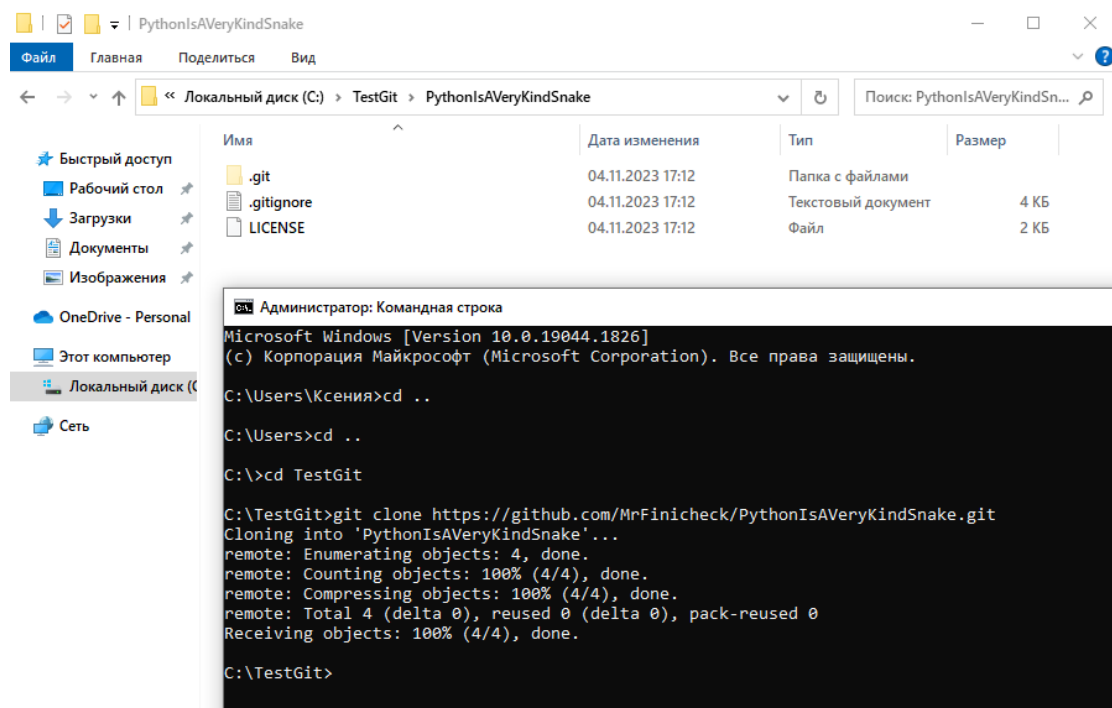 PythonIsAVeryKindSnake
Файл Главная Поделиться Вид
« Локальный диск (C:) › TestGit › PythonIsAVeryKindSnake
Поиск: PythonIsAVeryKindSn...
Имя Дата изменения Тип Размер
Быстрый доступ
Рабочий стол
Загрузки
Документы
Изображения
OneDrive - Personal
Этот компьютер
Локальный диск (C
Сеть
.git 04.11.2023 17:12 Папка с файлами
.gitignore 04.11.2023 17:12 Текстовый документ 4 КБ
LICENSE 04.11.2023 17:12 Файл 2 КБ
Администратор: Командная строка
Microsoft Windows [Version 10.0.19044.1826]
(c) Корпорация Майкрософт (Microsoft Corporation). Все права защищены.
C:\Users\Ксения>cd ..
C:\Users>cd ..
C:\>cd TestGit
C:\TestGit>git clone https://github.com/MrFinicheck/PythonIsAVeryKindSnake.git
Cloning into 'PythonIsAVeryKindSnake'...
remote: Enumerating objects: 4, done.
remote: Counting objects: 100% (4/4), done.
remote: Compressing objects: 100% (4/4), done.
remote: Total 4 (delta 0), reused 0 (delta 0), pack-reused 0
Receiving objects: 100% (4/4), done.
C:\TestGit>